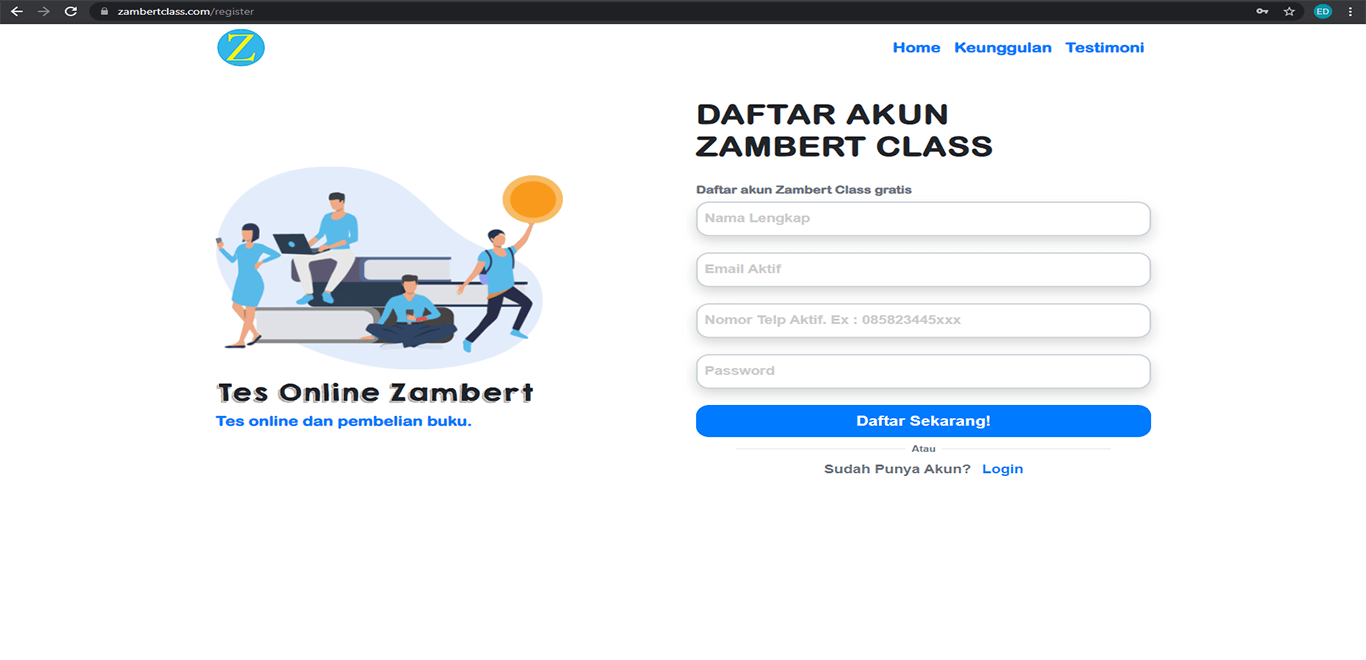 zambertclass.com/register
ED
Z
Home Keunggulan Testimoni
DAFTAR AKUN
ZAMBERT CLASS
Daftar akun Zambert Class gratis
Nama Lengkap
Email Aktif
Nomor Telp Aktif. Ex : 085823445xxx
Password
Daftar Sekarang!
Atau
Sudah Punya Akun? Login
Tes Online Zambert
Tes online dan pembelian buku.